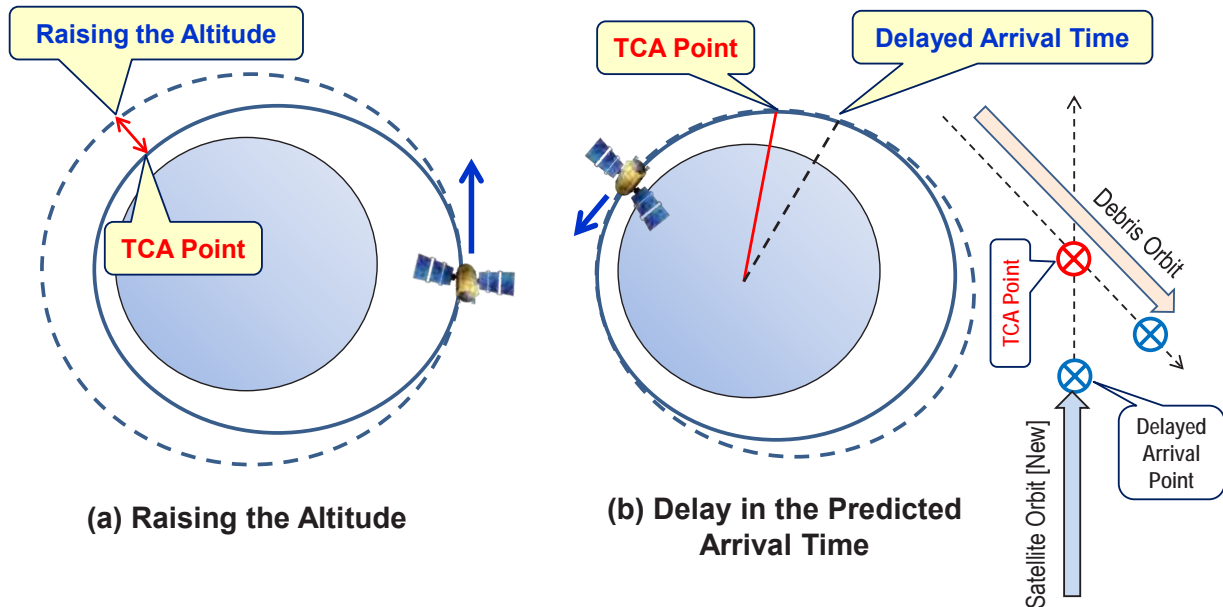 Raising the Altitude
TCA Point
(a) Raising the Altitude
TCA Point
Delayed Arrival Time
Debris Orbit
TCA Point
Delayed
Arrival
Point
Satellite Orbit [New]
(b) Delay in the Predicted
Arrival Time